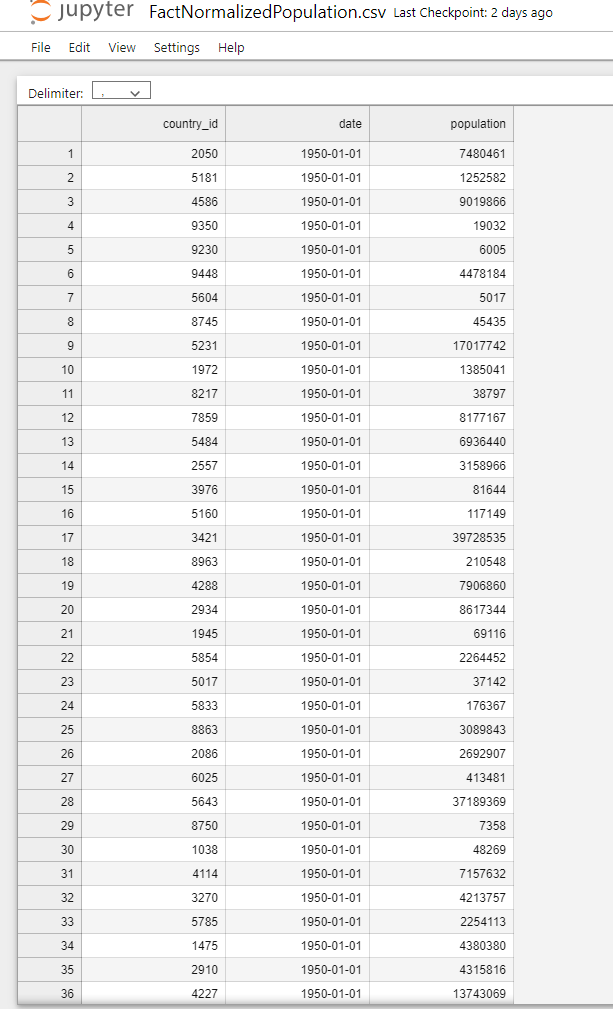 jupyter FactNormalizedPopulation.csv Last Checkpoint: 2 days ago
File Edit View Settings Help
Delimiter: ,
country_id date population
1 2050 1950-01-01 7480461
2 5181 1950-01-01 1252582
3 4586 1950-01-01 9019866
4 9350 1950-01-01 19032
5 9230 1950-01-01 6005
6 9448 1950-01-01 4478184
7 5604 1950-01-01 5017
8 8745 1950-01-01 45435
9 5231 1950-01-01 17017742
10 1972 1950-01-01 1385041
11 8217 1950-01-01 38797
12 7859 1950-01-01 8177167
13 5484 1950-01-01 6936440
14 2557 1950-01-01 3158966
15 3976 1950-01-01 81644
16 5160 1950-01-01 117149
17 3421 1950-01-01 39728535
18 8963 1950-01-01 210548
19 4288 1950-01-01 7906860
20 2934 1950-01-01 8617344
21 1945 1950-01-01 69116
22 5854 1950-01-01 2264452
23 5017 1950-01-01 37142
24 5833 1950-01-01 176367
25 8863 1950-01-01 3089843
26 2086 1950-01-01 2692907
27 6025 1950-01-01 413481
28 5643 1950-01-01 37189369
29 8750 1950-01-01 7358
30 1038 1950-01-01 48269
31 4114 1950-01-01 7157632
32 3270 1950-01-01 4213757
33 5785 1950-01-01 2254113
34 1475 1950-01-01 4380380
35 2910 1950-01-01 4315816
36 4227 1950-01-01 13743069